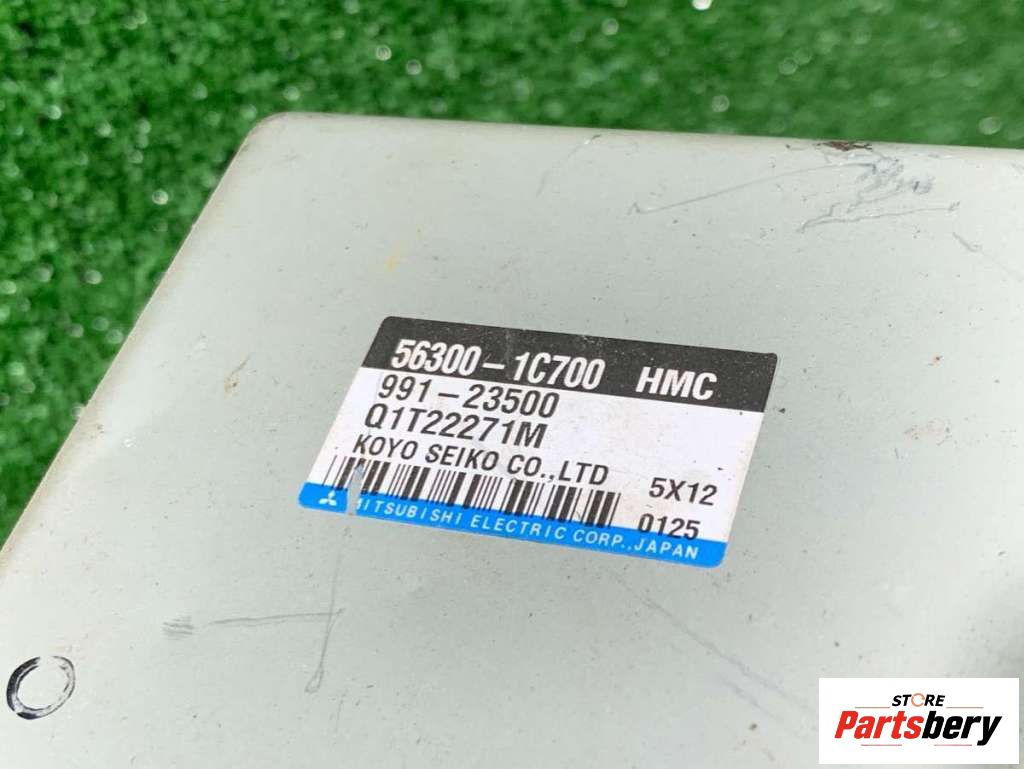 56300-1C700 HMC
991-23500
Q1T22271M
KOYO SEIKO CO.,LTD 5X12
0125
MITSUBISHI ELECTRIC CORP.,JAPAN
STORE
Partsbery